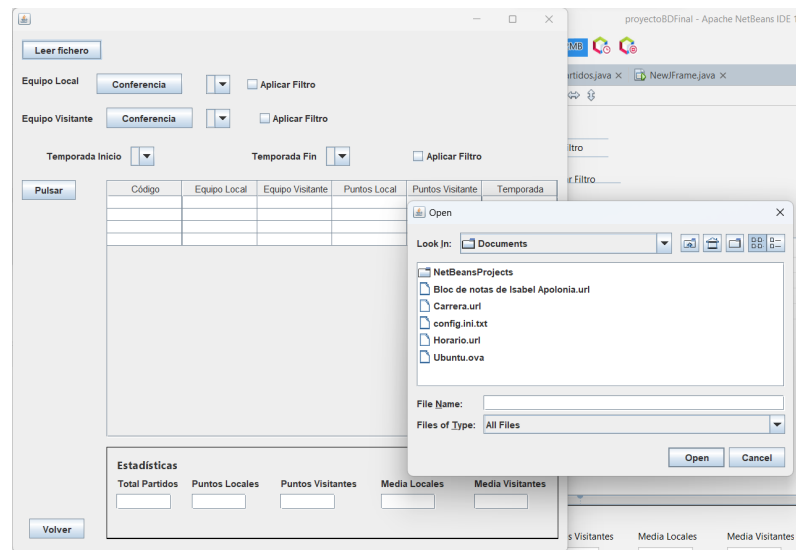 proyectoBDFinal - Apache NetBeans IDE 1
Leer fichero
MB
rtidos.java × NewJFrame.java ×
Equipo Local Conferencia Aplicar Filtro
Equipo Visitante Conferencia Aplicar Filtro
iltro
Temporada Inicio Temporada Fin Aplicar Filtro
r Filtro
Pulsar
Código Equipo Local Equipo Visitante Puntos Local Puntos Visitante Temporada
Open
Look In: Documents
NetBeansProjects
Bloc de notas de Isabel Apolonia.url
Carrera.url
config.ini.txt
Horario.url
Ubuntu.ova
File Name:
Files of Type: All Files
Open Cancel
Estadísticas
Total Partidos Puntos Locales Puntos Visitantes Media Locales Media Visitantes
Volver
s Visitantes Media Locales Media Visitantes